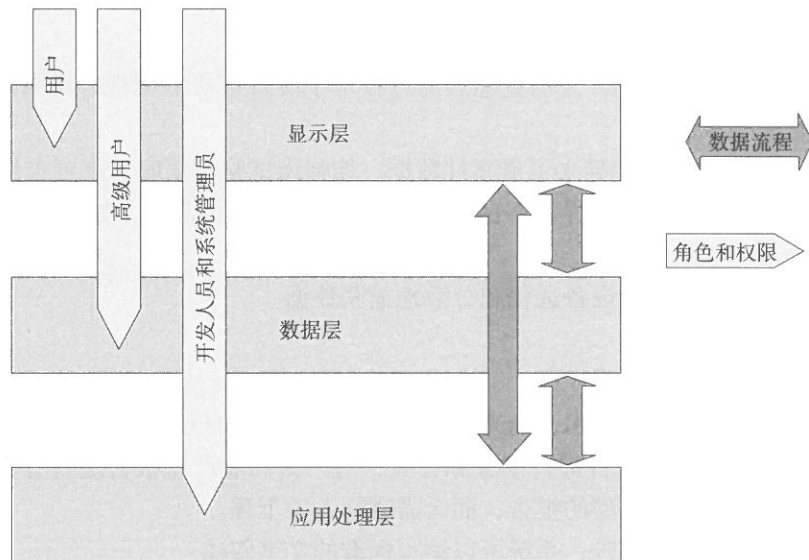 用户
高级用户
开发人员和系统管理员
显示层
数据流程
角色和权限
数据层
应用处理层